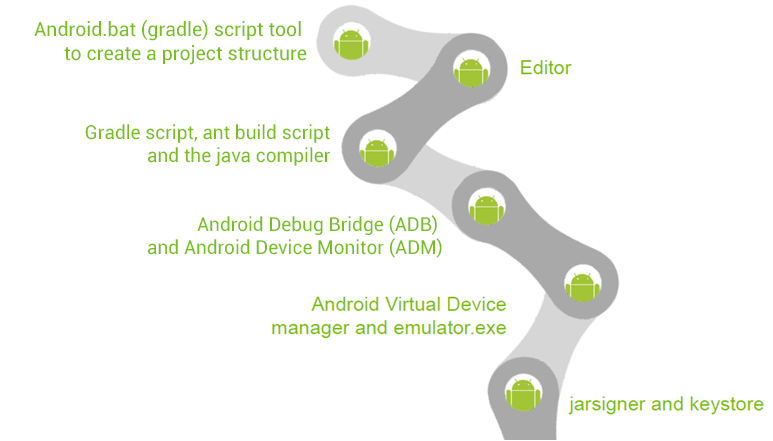 Android.bat (gradle) script tool
to create a project structure
Editor
Gradle script, ant build script
and the java compiler
Android Debug Bridge (ADB)
and Android Device Monitor (ADM)
Android Virtual Device
manager and emulator.exe
jarsigner and keystore